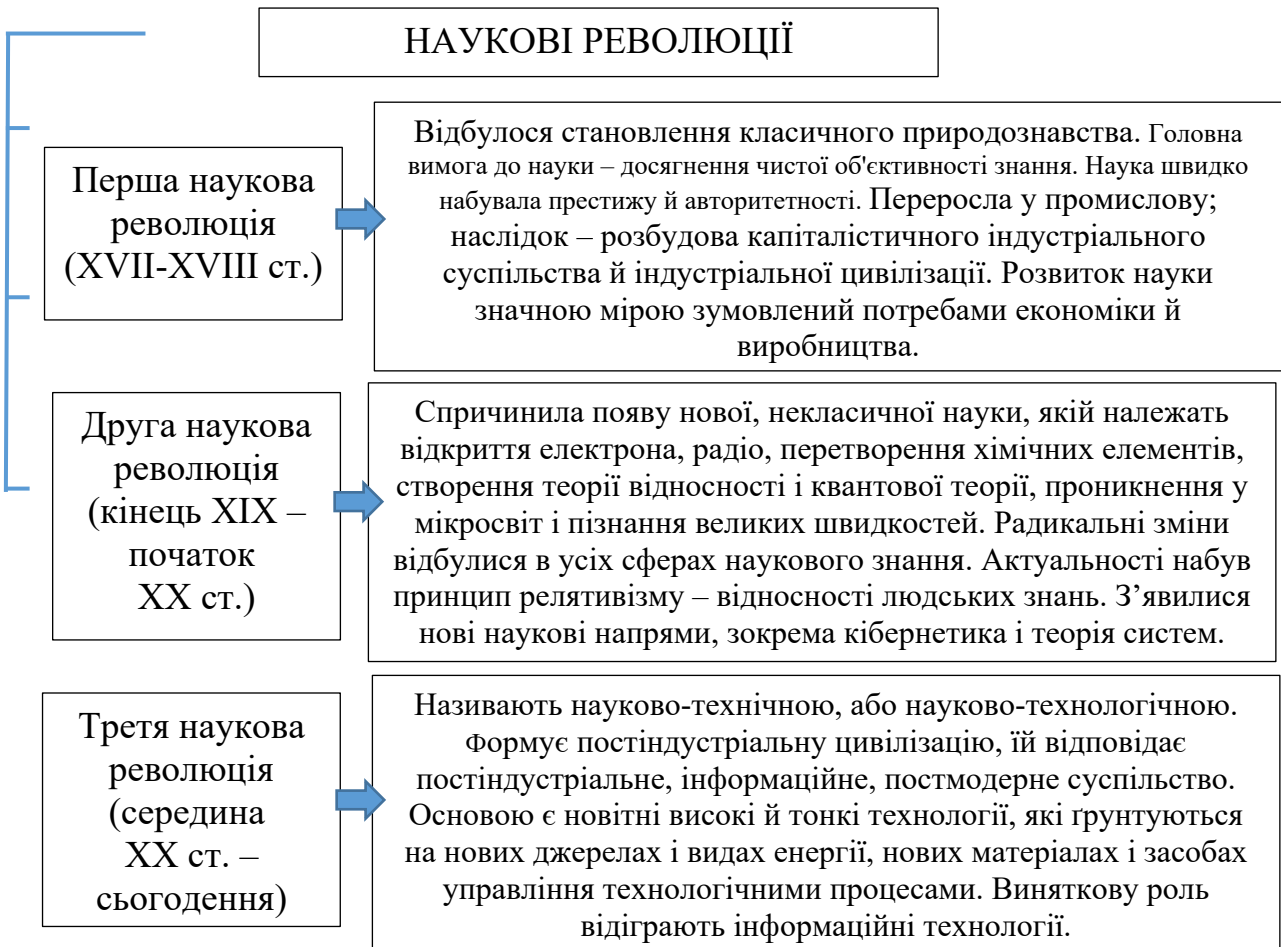 НАУКОВІ РЕВОЛЮЦІЇ
Перша наукова
революція
(XVII-XVIII ст.)
Відбулося становлення класичного природознавства. Головна
вимога до науки – досягнення чистої об'єктивності знання. Наука швидко
набувала престижу й авторитетності. Переросла у промислову;
наслідок – розбудова капіталістичного індустріального
суспільства й індустріальної цивілізації. Розвиток науки
значною мірою зумовлений потребами економіки й
виробництва.
Друга наукова
революція
(кінець XIX –
початок
XX ст.)
Спричинила появу нової, некласичної науки, якій належать
відкриття електрона, радіо, перетворення хімічних елементів,
створення теорії відносності і квантової теорії, проникнення у
мікросвіт і пізнання великих швидкостей. Радикальні зміни
відбулися в усіх сферах наукового знання. Актуальності набув
принцип релятивізму – відносності людських знань. З’явилися
нові наукові напрями, зокрема кібернетика і теорія систем.
Третя наукова
революція
(середина
XX ст. –
сьогодення)
Називають науково-технічною, або науково-технологічною.
Формує постіндустріальну цивілізацію, їй відповідає
постіндустріальне, інформаційне, постмодерне суспільство.
Основою є новітні високі й тонкі технології, які ґрунтуються
на нових джерелах і видах енергії, нових матеріалах і засобах
управління технологічними процесами. Виняткову роль
відіграють інформаційні технології.